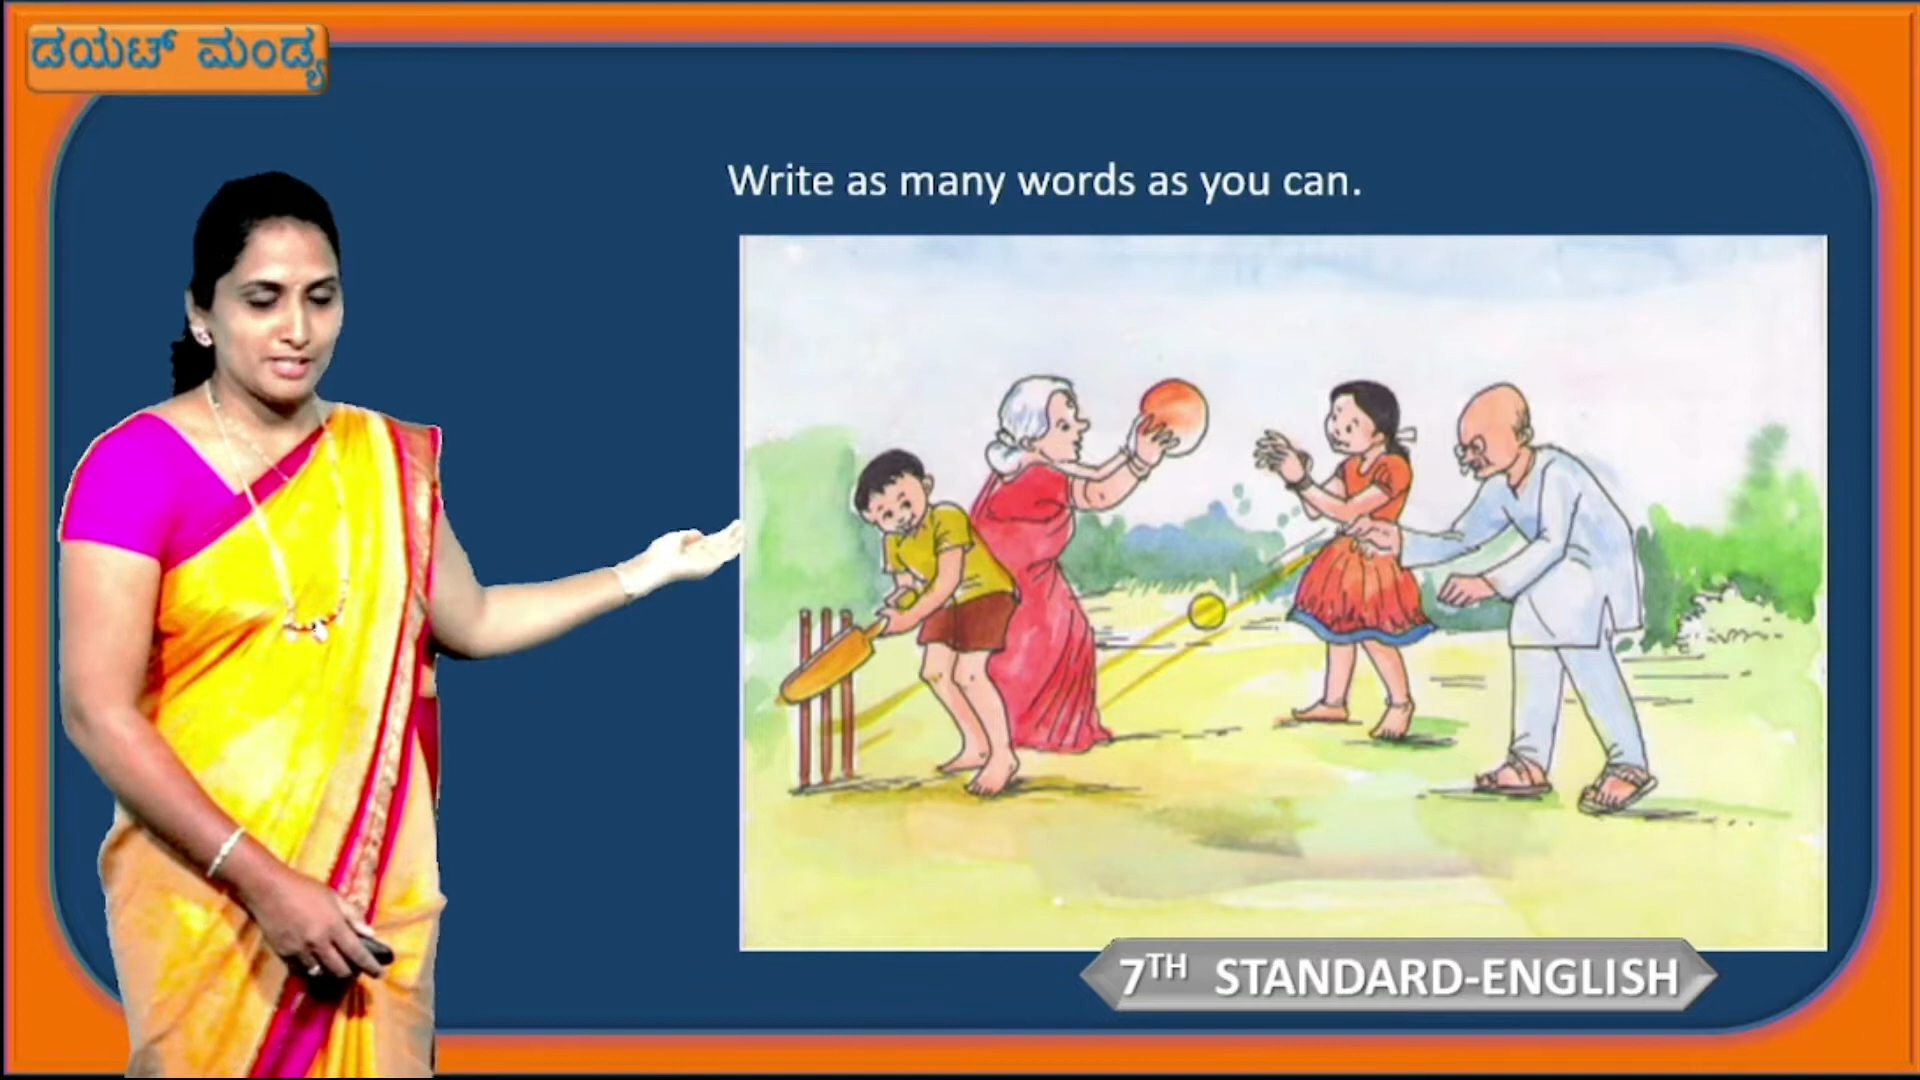 ಡಯಟ್ ಮಂಡ್ಯ
Write as many words as you can.
7TH STANDARD-ENGLISH